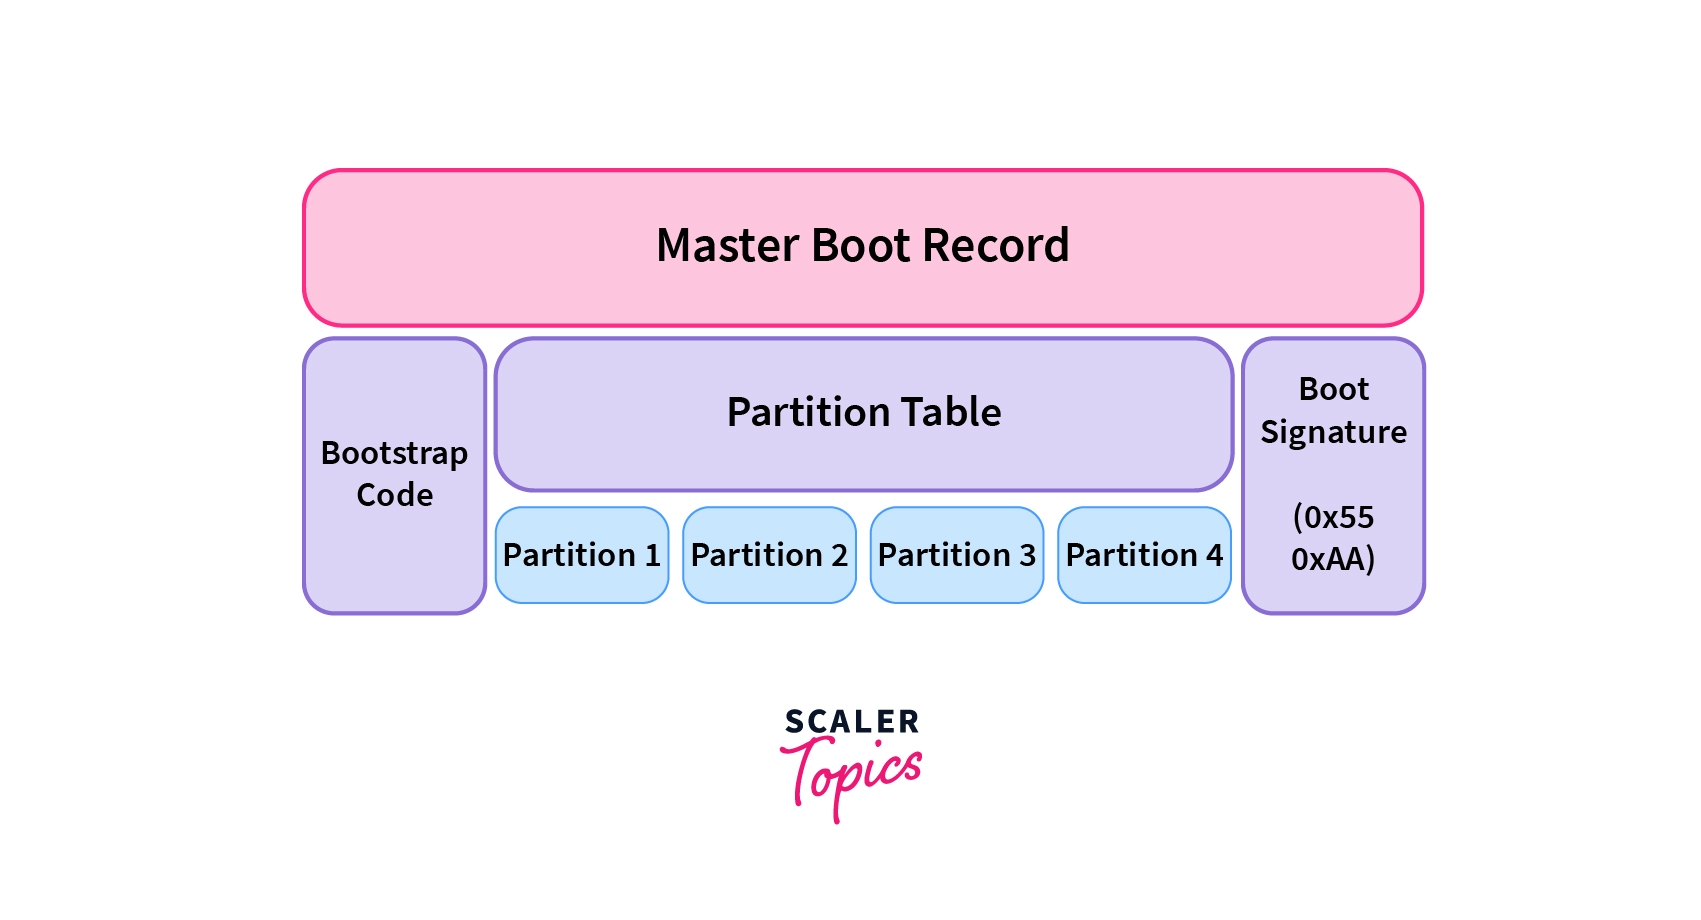 Master Boot Record
Bootstrap
Code
Partition Table
Partition 1
Partition 2
Partition 3
Partition 4
Boot
Signature
(0x55
0xAA)
SCALER
Topics